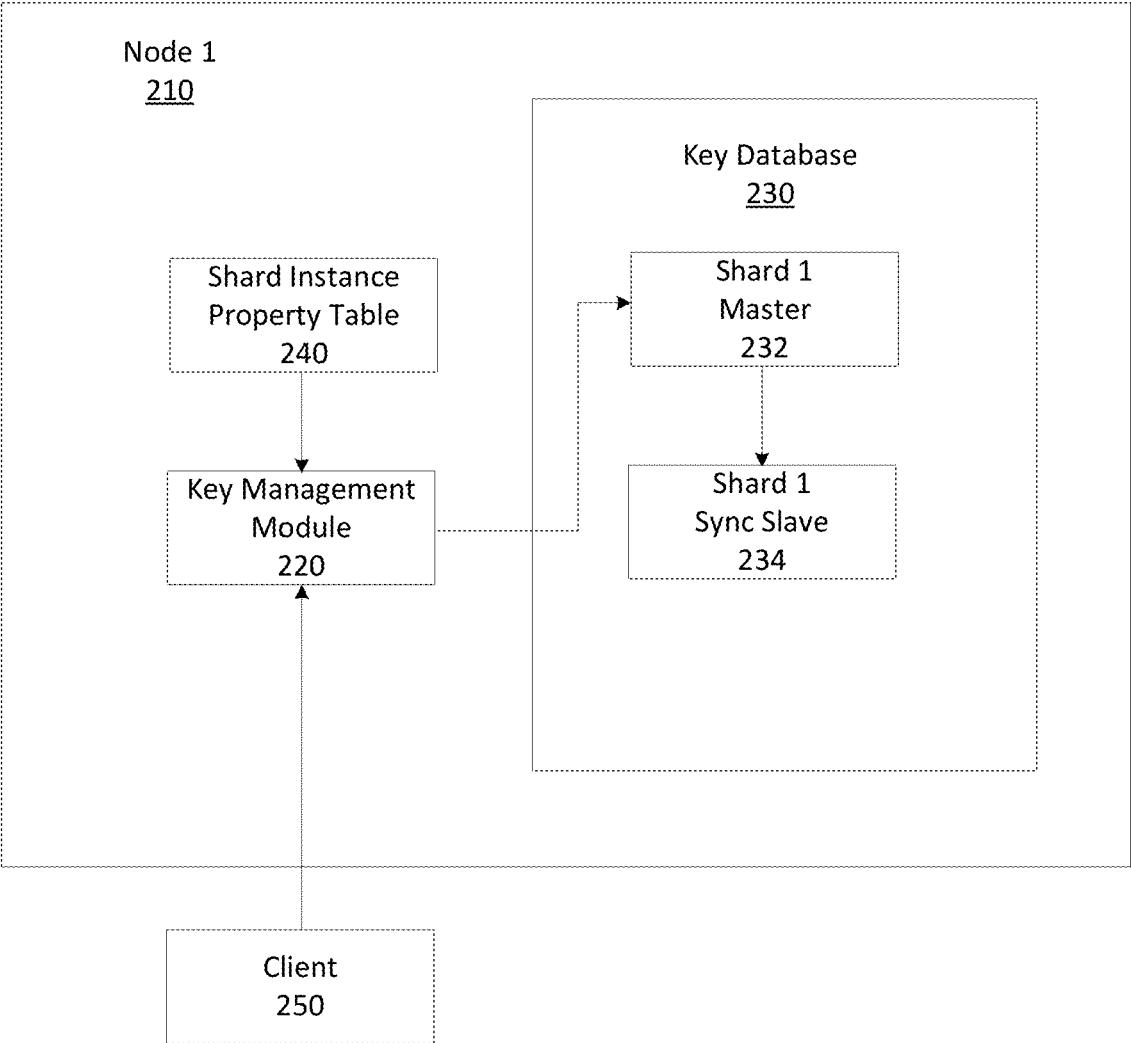 Node 1
210
Key Database
230
Shard Instance
Property Table
240
Shard 1
Master
232
Key Management
Module
220
Shard 1
Sync Slave
234
Client
250